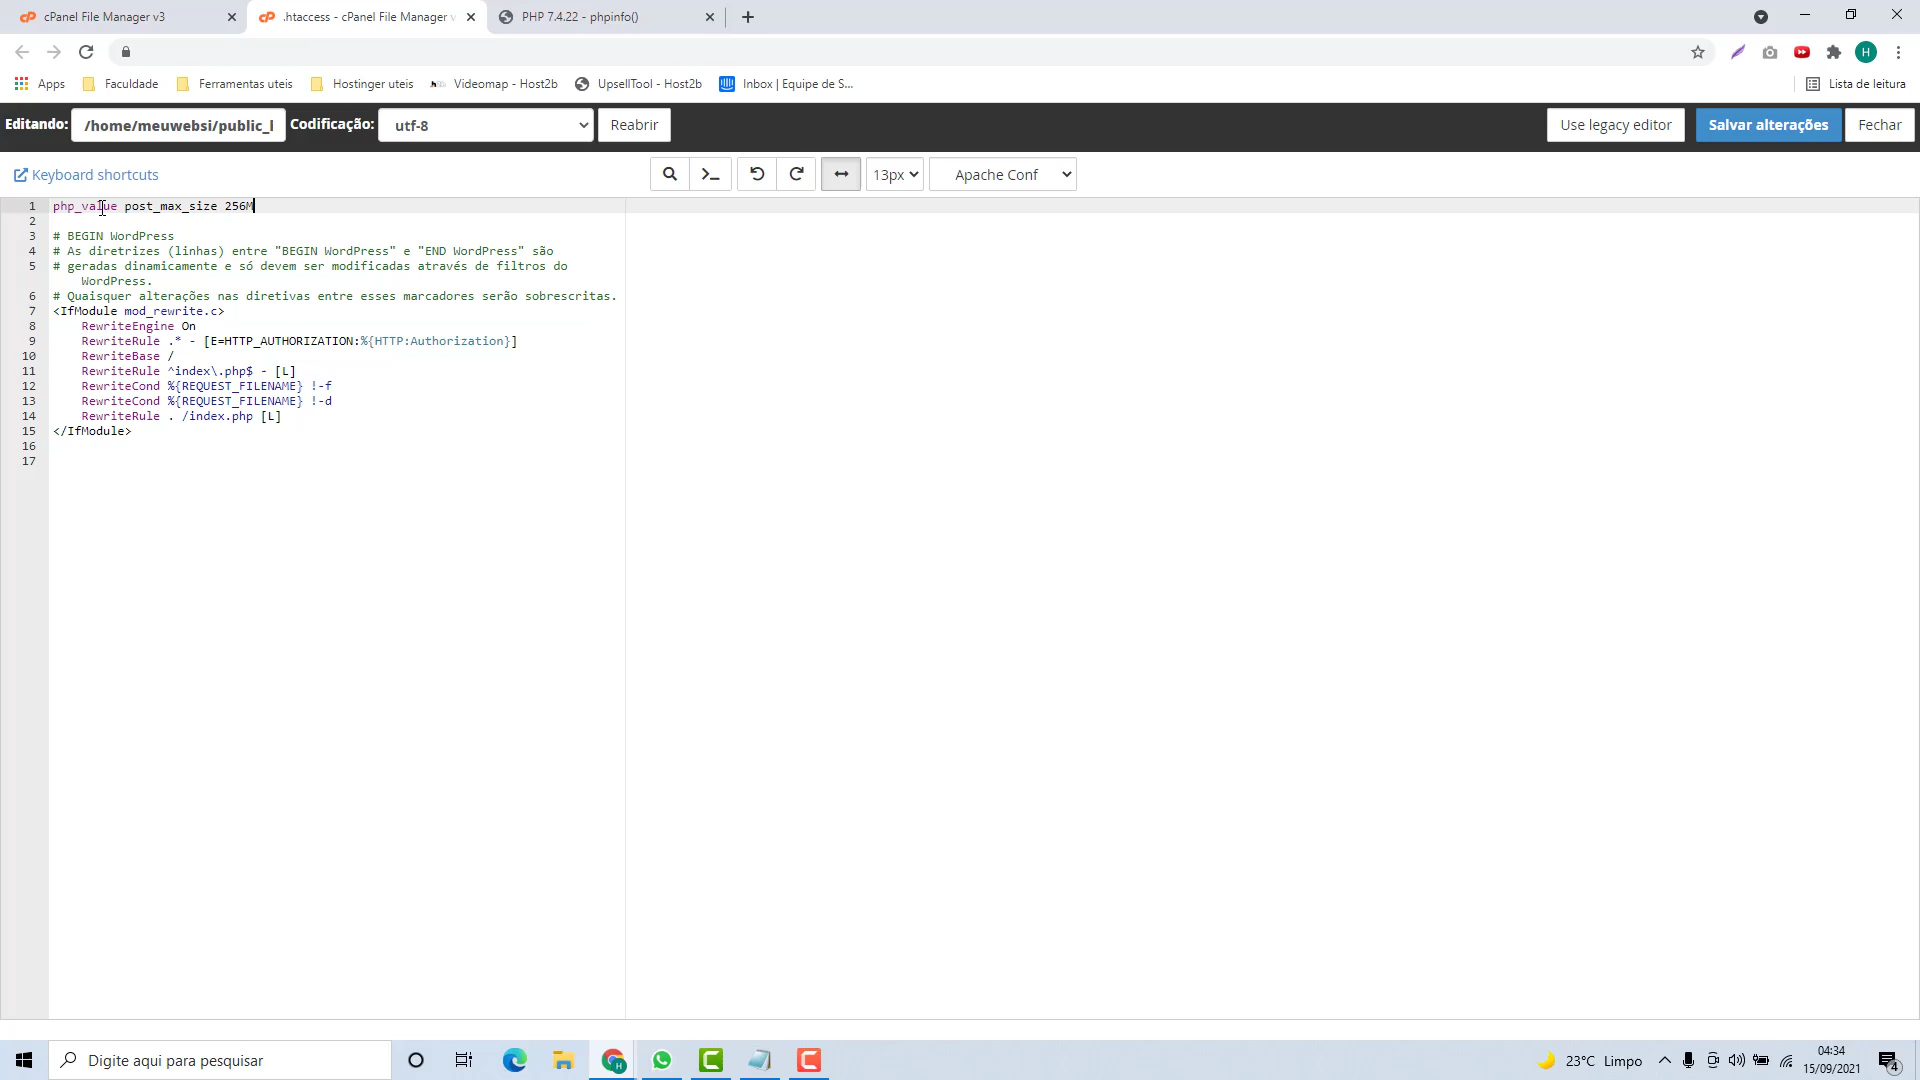 cPanel File Manager v3
.htaccess - cPanel File Manager v
PHP 7.4.22 - phpinfo()
H
Apps
Faculdade
Ferramentas uteis
Hostinger uteis
Videomap - Host2b
UpsellTool - Host2b
Inbox | Equipe de S...
Lista de leitura
Editando:
/home/meuwebsi/public_l
Codificação:
utf-8
Reabrir
Use legacy editor
Salvar alterações
Fechar
Keyboard shortcuts
13px
Apache Conf
1 php_value post_max_size 256M
2
3 # BEGIN WordPress
4 # As diretrizes (linhas) entre "BEGIN WordPress" e "END WordPress" são
5 # geradas dinamicamente e só devem ser modificadas através de filtros do
WordPress.
6 # Quaisquer alterações nas diretivas entre esses marcadores serão sobrescritas.
7 <IfModule mod_rewrite.c>
8 RewriteEngine On
9 RewriteRule .* - [E=HTTP_AUTHORIZATION:%{HTTP:Authorization}]
10 RewriteBase /
11 RewriteRule ^index\.php$ - [L]
12 RewriteCond %{REQUEST_FILENAME} !-f
13 RewriteCond %{REQUEST_FILENAME} !-d
14 RewriteRule . /index.php [L]
15 </IfModule>
16
17
Digite aqui para pesquisar
23°C Limpo
04:34
15/09/2021
4